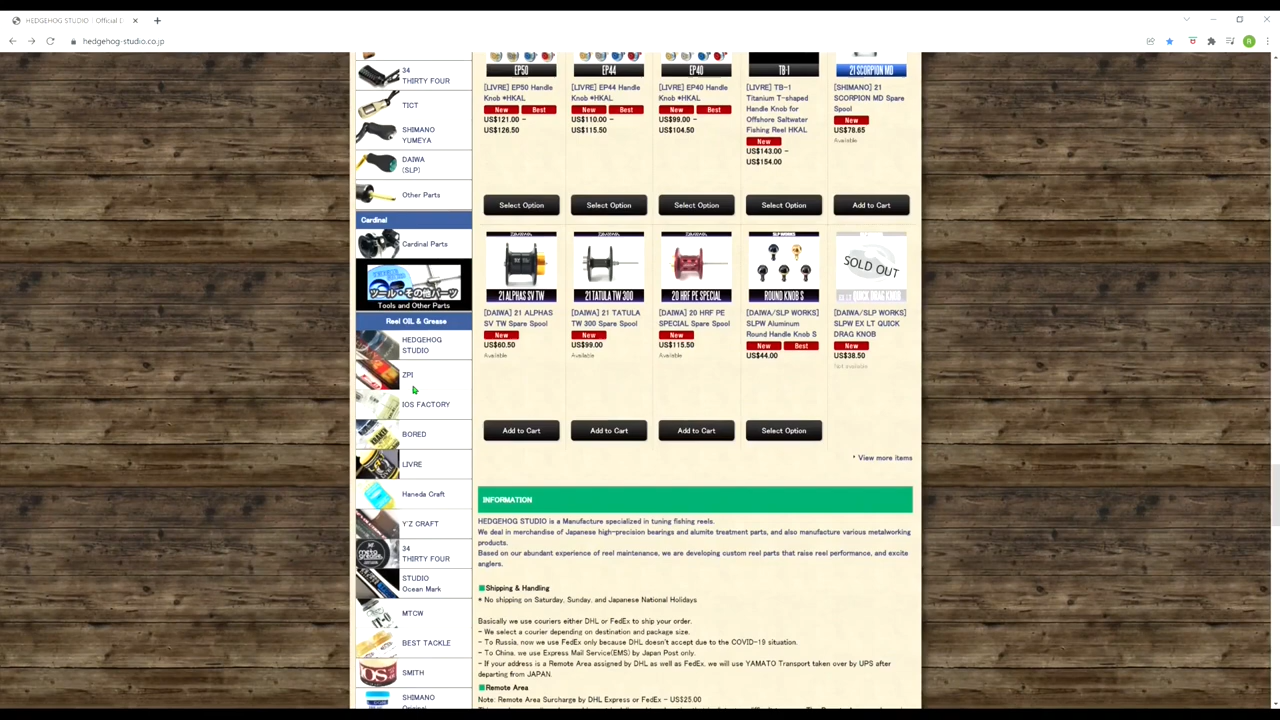 HEDGEHOG STUDIO | Official
hedgehog-studio.co.jp
34
THIRTY FOUR
TICT
SHIMANO
YUMEYA
DAIWA
(SLP)
Other Parts
Cardinal
Cardinal Parts
ツール・その他パーツ
Tools and Other Parts
Reel OIL & Grease
HEDGEHOG
STUDIO
ZPI
IOS FACTORY
BORED
LIVRE
Haneda Craft
Y'Z CRAFT
34
THIRTY FOUR
STUDIO
Ocean Mark
MTCW
BEST TACKLE
SMITH
SHIMANO
Original
EP50
[LIVRE] EP50 Handle
Knob *HKAL
New Best
US$121.00 ~
US$126.50
Select Option
EP44
[LIVRE] EP44 Handle
Knob *HKAL
New Best
US$110.00 ~
US$115.50
Select Option
EP40
[LIVRE] EP40 Handle
Knob *HKAL
New Best
US$99.00 ~
US$104.50
Select Option
TB-1
[LIVRE] TB-1
Titanium T-shaped
Handle Knob for
Offshore Saltwater
Fishing Reel HKAL
New
US$143.00 ~
US$154.00
Select Option
21 SCORPION MD
[SHIMANO] 21
SCORPION MD Spare
Spool
New
US$78.65
Available
Add to Cart
21 ALPHAS SV TW
[DAIWA] 21 ALPHAS
SV TW Spare Spool
New
US$60.50
Available
Add to Cart
21 TATULA TW 300
[DAIWA] 21 TATULA
TW 300 Spare Spool
New
US$99.00
Available
Add to Cart
20 HRF PE SPECIAL
[DAIWA] 20 HRF PE
SPECIAL Spare Spool
New
US$115.50
Available
Add to Cart
SLP WORKS
ROUND KNOB S
[DAIWA/SLP WORKS]
SLPW Aluminum
Round Handle Knob S
New Best
US$44.00
Select Option
SOLD OUT
EX LT QUICK DRAG KNOB
[DAIWA/SLP WORKS]
SLPW EX LT QUICK
DRAG KNOB
New
US$38.50
Not available
View more items
INFORMATION
HEDGEHOG STUDIO is a Manufacture specialized in tuning fishing reels.
We deal in merchandise of Japanese high-precision bearings and alumite treatment parts, and also manufacture various metalworking
products.
Based on our abundant experience of reel maintenance, we are developing custom reel parts that raise reel performance, and excite
anglers.
■Shipping & Handling
* No shipping on Saturday, Sunday, and Japanese National Holidays
Basically we use couriers either DHL or FedEx to ship your order.
- We select a courier depending on destination and package size.
- To Russia, now we use FedEx only because DHL doesn't accept due to the COVID-19 situation.
- To China, we use Express Mail Service(EMS) by Japan Post only.
- If your address is a Remote Area assigned by DHL as well as FedEx, we will use YAMATO Transport taken over by UPS after
departing from JAPAN.
■Remote Area
Note: Remote Area Surcharge by DHL Express or FedEx - US$25.00